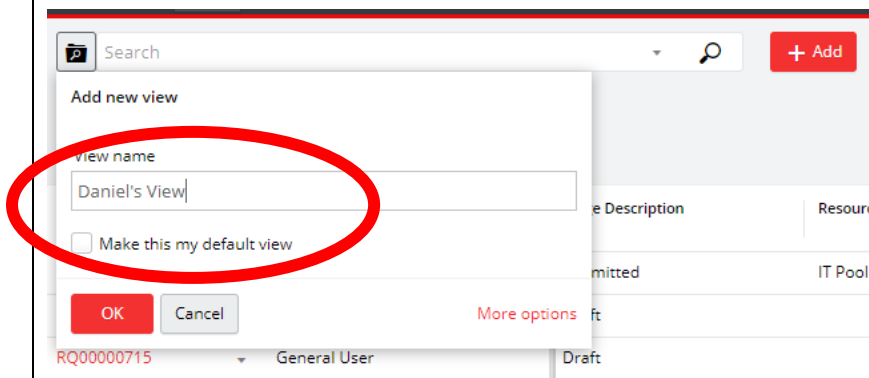 Search
+ Add
Add new view
View name
Daniel's View
Description
Resour
Make this my default view
mitted
IT Pool
OK
Cancel
More options
ft
RQ00000715
General User
Draft